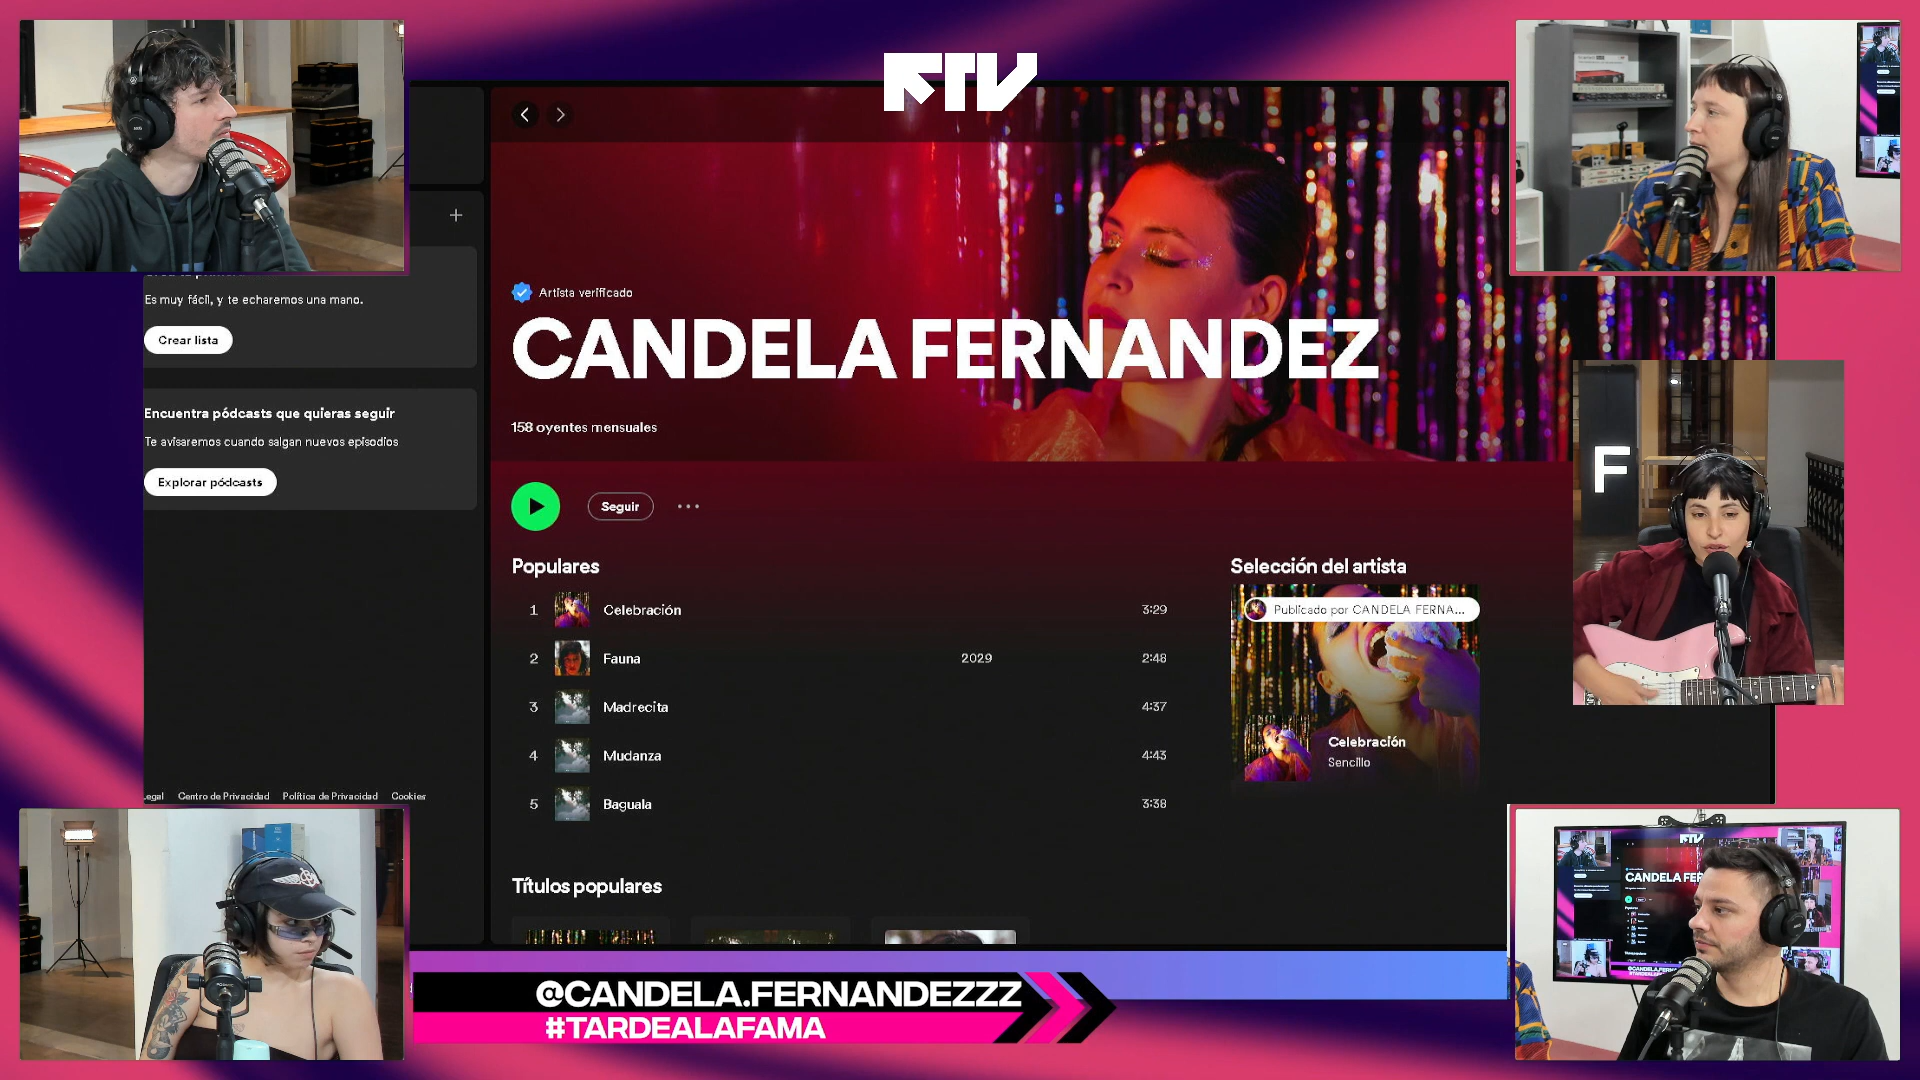 FTV
Artista verificado
CANDELA FERNANDEZ
158 oyentes mensuales
Es muy fácil, y te echaremos una mano.
Crear lista
Encuentra pódcasts que quieras seguir
Te avisaremos cuando salgan nuevos episodios
Explorar pódcasts
Centro de Privacidad Política de Privacidad Cookies
Seguir
Populares
1 Celebración 3:29
2 Fauna 2029 2:48
3 Madrecita 4:37
4 Mudanza 4:43
5 Baguala 3:38
Selección del artista
Publicado por CANDELA FERNA...
Celebración
Sencillo
Títulos populares
F
CANDELA FER
@CANDELA.FERNANDEZZZ
#TARDEALAFAMA